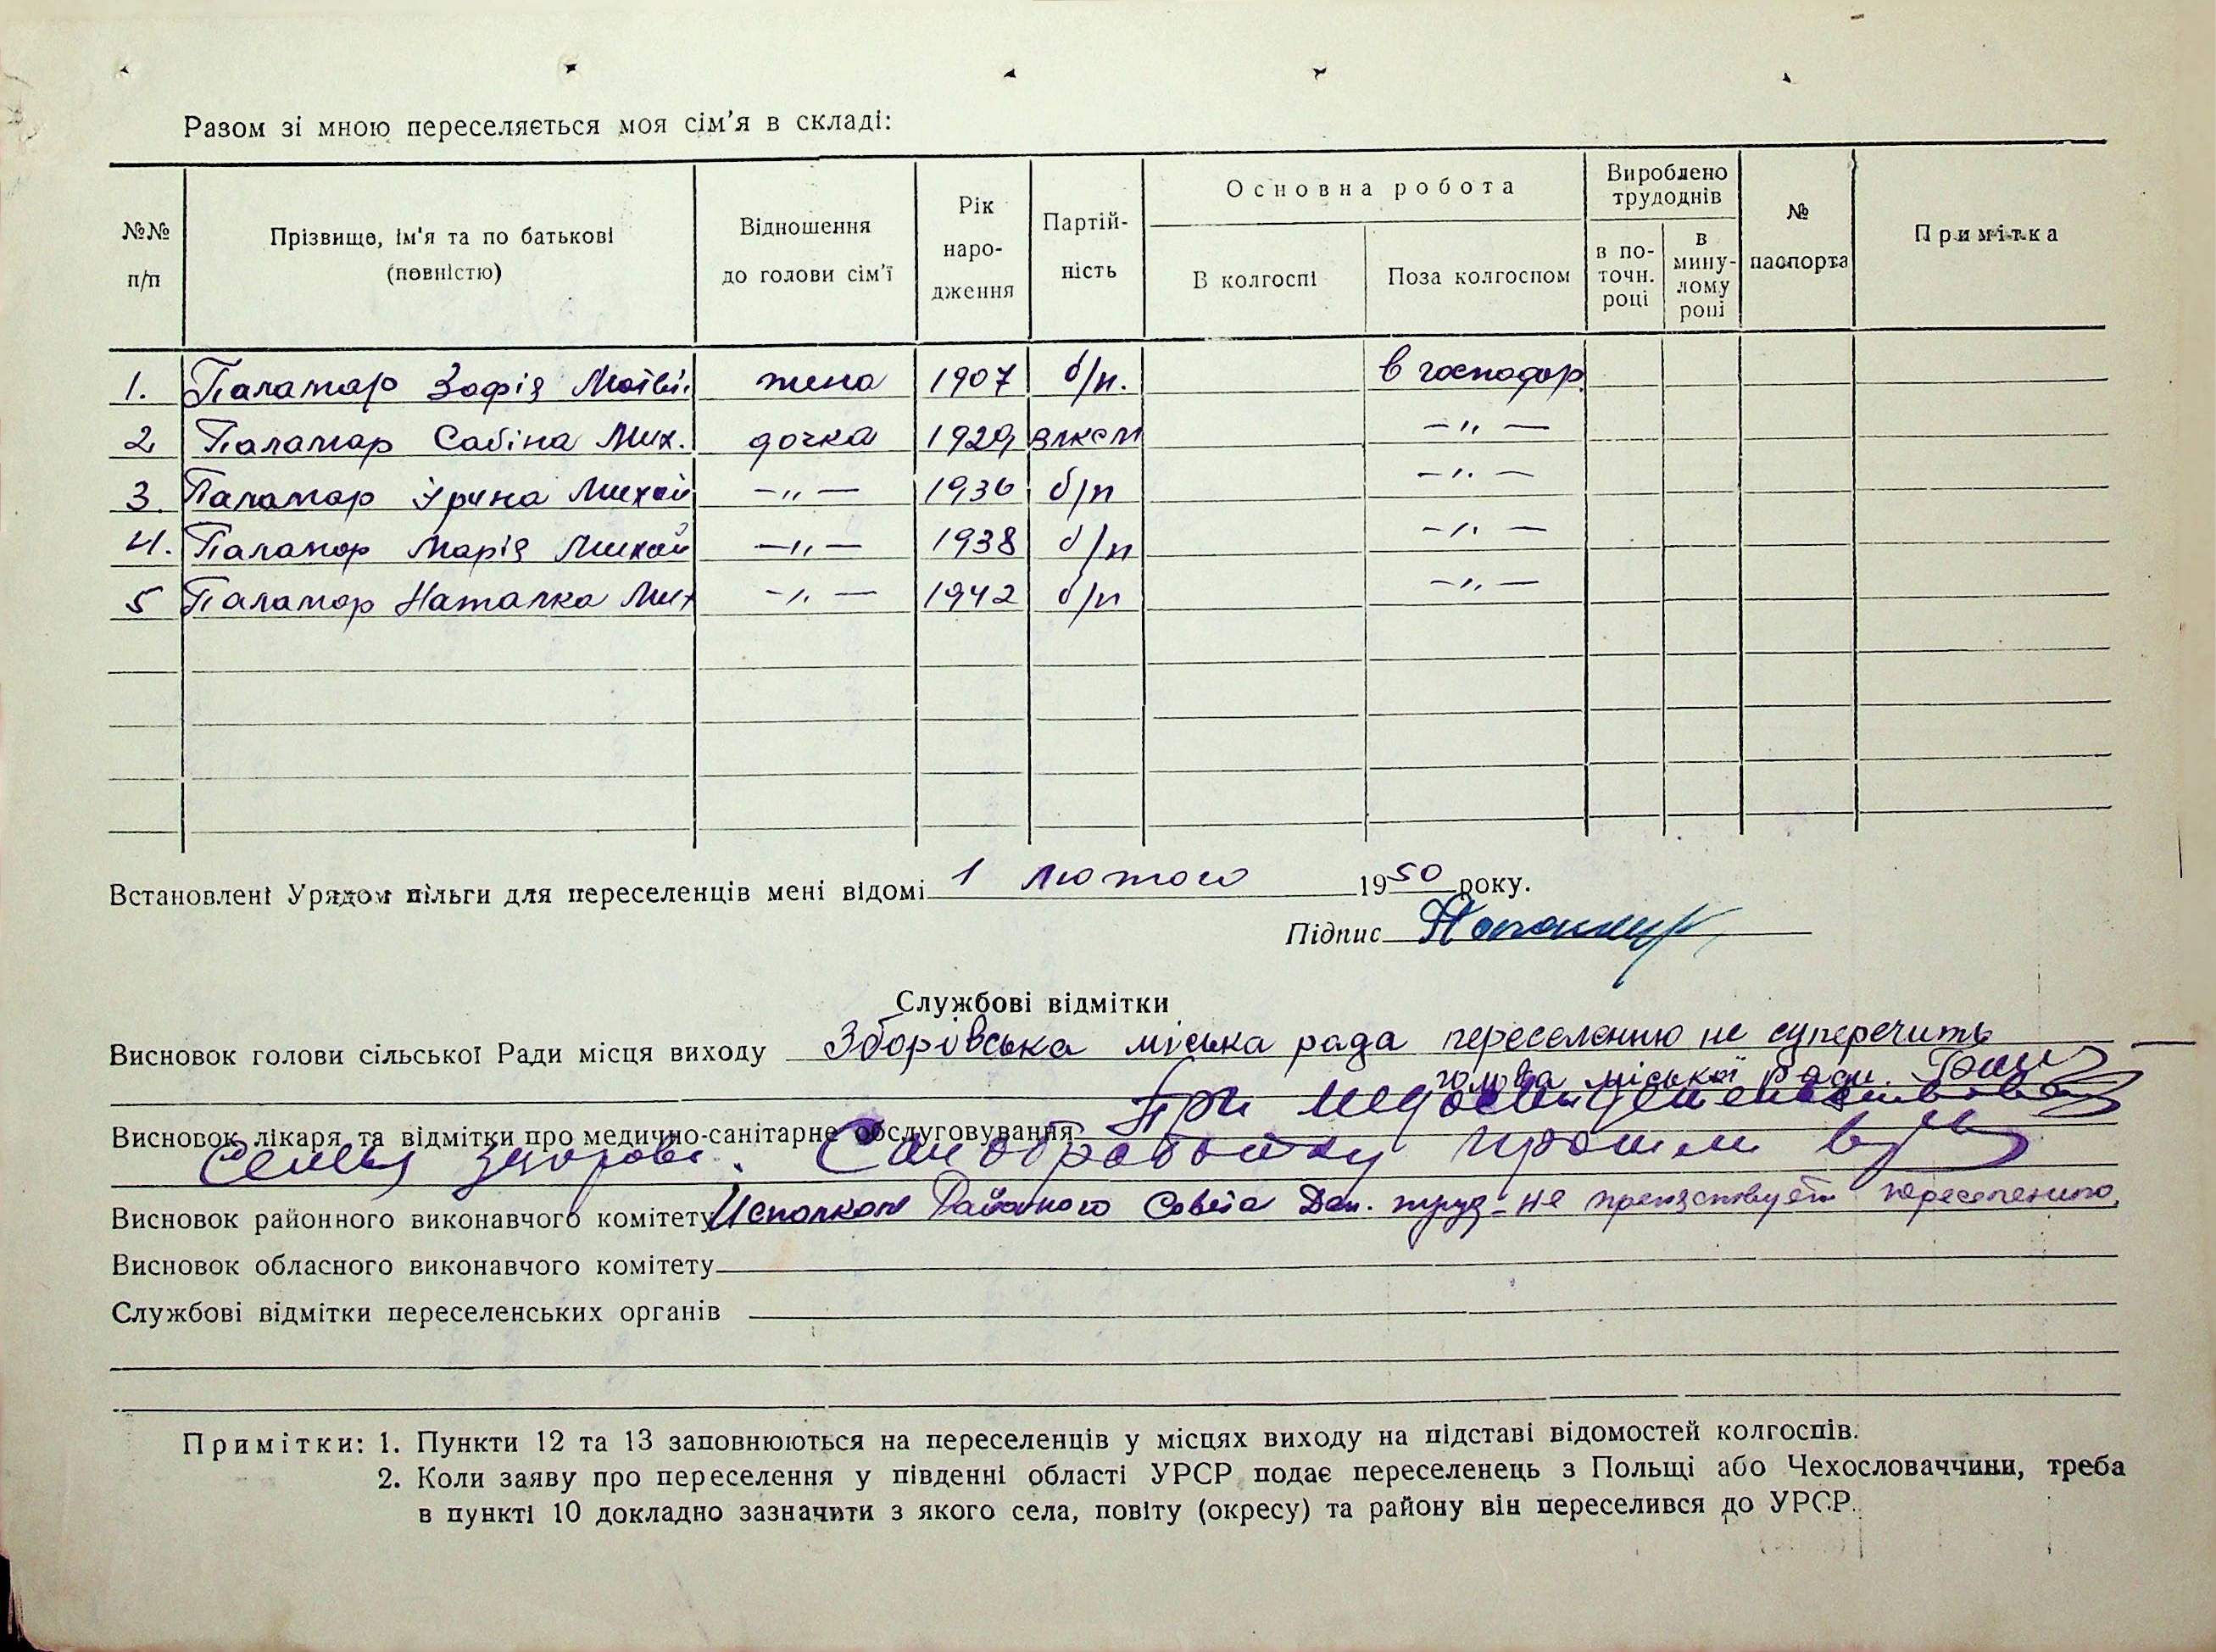 Разом зі мною переселяється моя сім'я в складі:
№№ п/п Прізвище, ім'я та по батькові (повністю) Відношення до голови сім'ї Рік народження Партійність Основна робота Вироблено трудоднів № паспорта Примітка
В колгоспі Поза колгоспом в поточн. році в минулому році
1. Паламар Зофія Матві. жена 1907 б/п. в господар.
2 Паламар Сабіна Мих. дочка 1929 влксм —"—
3. Паламар Ірина Михай —"— 1936 б/п —"—
4. Паламар Марія Михай —"— 1938 б/п —"—
5 Паламар Наталка Мих —"— 1942 б/п —"—
Встановлені Урядом пільги для переселенців мені відомі 1 лютого 1950 року.
Підпис
Службові відмітки
Висновок голови сільської Ради місця виходу Зборівська міська рада переселенню не суперечить
голова міської Ради.
При
Висновок лікаря та відмітки про медично-санітарне обслуговування
Семья здорова. Санобработку прошли
Висновок районного виконавчого комітету Исполком Районного Совета Деп. труд-не препятствует переселению.
Висновок обласного виконавчого комітету
Службові відмітки переселенських органів
Примітки: 1. Пункти 12 та 13 заповнюються на переселенців у місцях виходу на підставі відомостей колгоспів.
2. Коли заяву про переселення у південні області УРСР подає переселенець з Польщі або Чехословаччини, треба
в пункті 10 докладно зазначити з якого села, повіту (окресу) та району він переселився до УРСР.